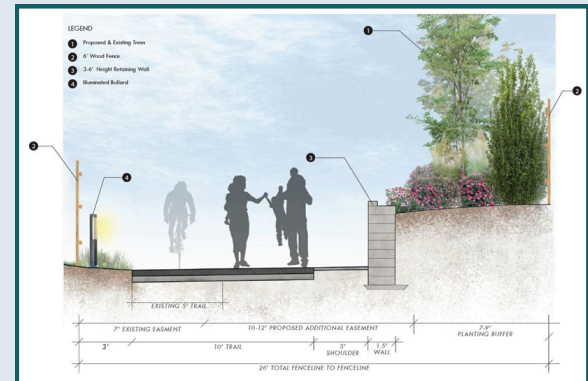 LEGEND
1 Proposed & Existing Trees
2 6' Wood Fence
3 3-6' Height Retaining Wall
4 Illuminated Bollard
1
2
2
3
4
EXISTING 5' TRAIL
7' EXISTING EASMENT
10-12' PROPOSED ADDITIONAL EASEMENT
7-9'
PLANTING BUFFER
3'
10' TRAIL
3'
SHOULDER
1.5'
WALL
26' TOTAL FENCELINE TO FENCELINE